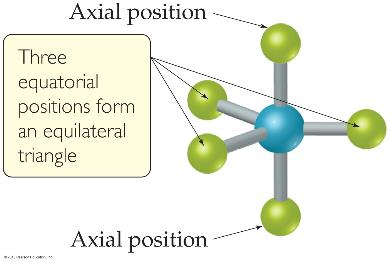 Axial position
Three
equatorial
positions form
an equilateral
triangle
Axial position